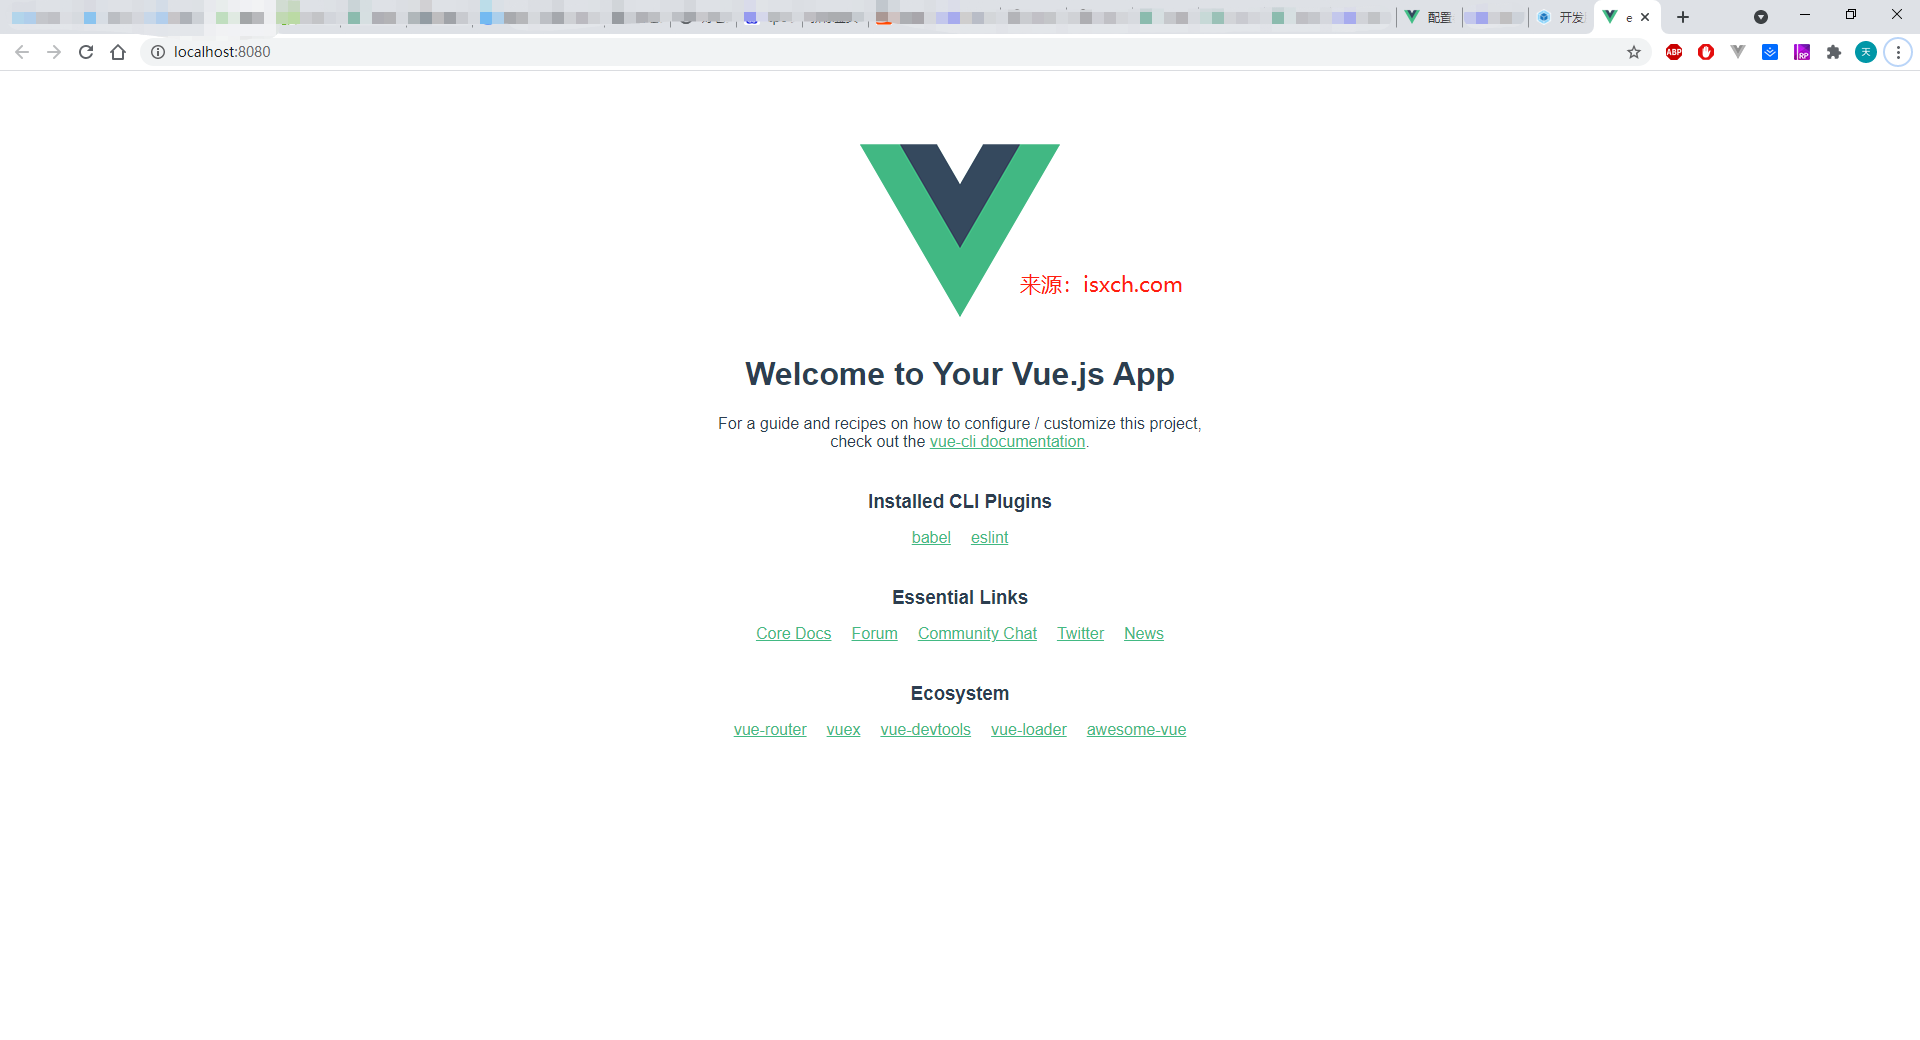 配置
开发
e
localhost:8080
ABP
RP
天
来源：isxch.com
Welcome to Your Vue.js App
For a guide and recipes on how to configure / customize this project,
check out the vue-cli documentation.
Installed CLI Plugins
babel eslint
Essential Links
Core Docs Forum Community Chat Twitter News
Ecosystem
vue-router vuex vue-devtools vue-loader awesome-vue